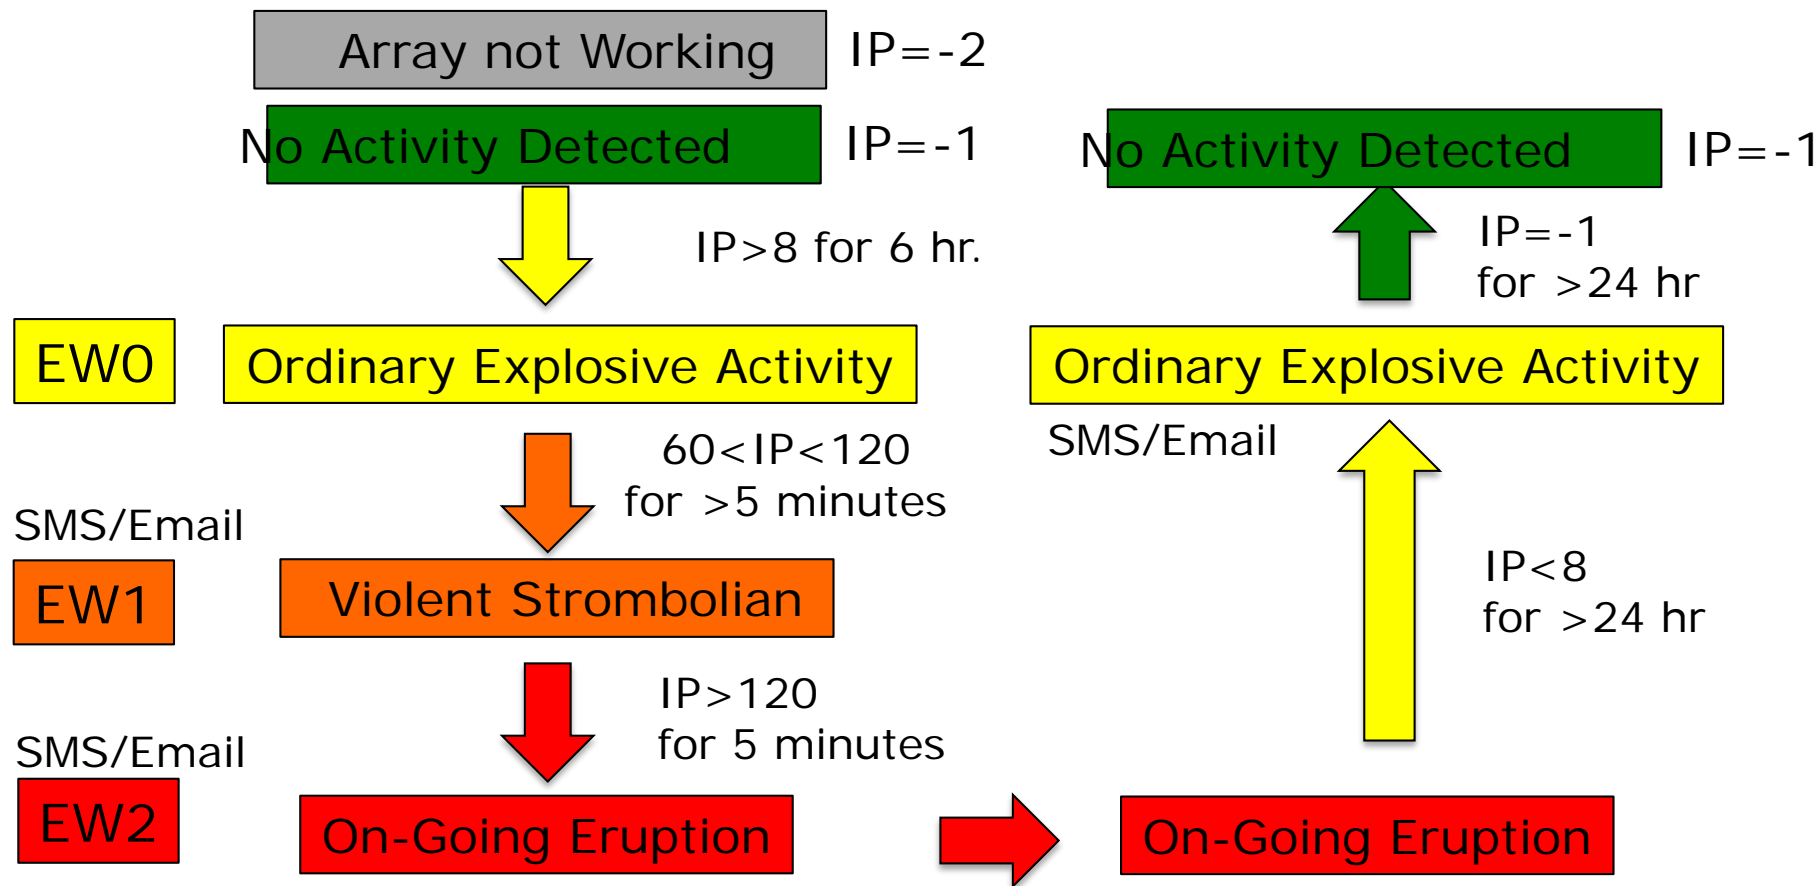 Array not Working IP=-2
No Activity Detected IP=-1
No Activity Detected IP=-1
IP>8 for 6 hr.
IP=-1
for >24 hr
EW0 Ordinary Explosive Activity
Ordinary Explosive Activity
SMS/Email
60<IP<120
for >5 minutes
SMS/Email
EW1 Violent Strombolian
IP<8
for >24 hr
IP>120
for 5 minutes
SMS/Email
EW2 On-Going Eruption
On-Going Eruption